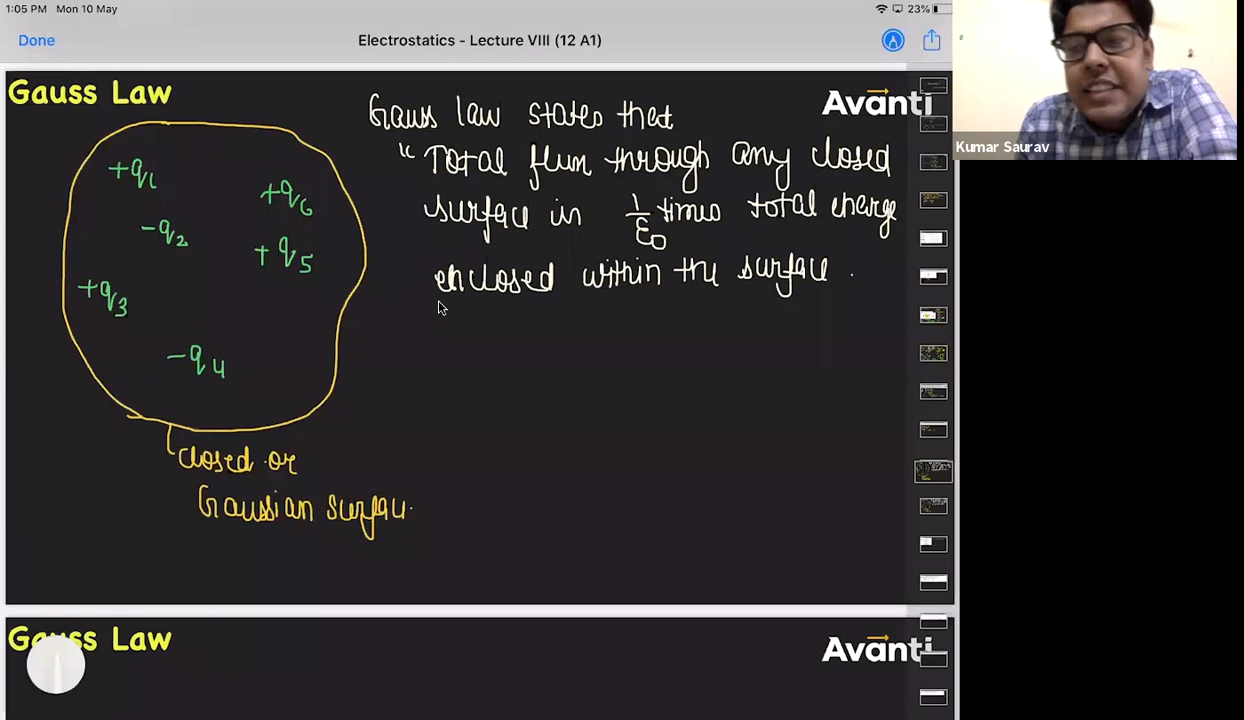 1:05 PM Mon 10 May
23%
Done
Electrostatics - Lecture VIII (12 A1)
Gauss Law
Avanti
Gauss law states that
" Total flux through any closed
surface is 1/ε0 times total charge
enclosed within the surface .
+q1
+q6
-q2
+q5
+q3
-q4
closed or
Gaussian surface.
Kumar Saurav
Gauss Law
Avanti